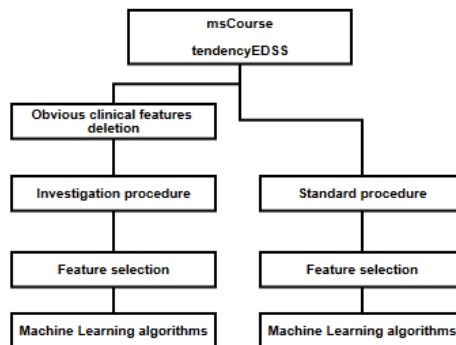 msCourse
tendencyEDSS
Obvious clinical features
deletion
Investigation procedure
Standard procedure
Feature selection
Feature selection
Machine Learning algorithms
Machine Learning algorithms